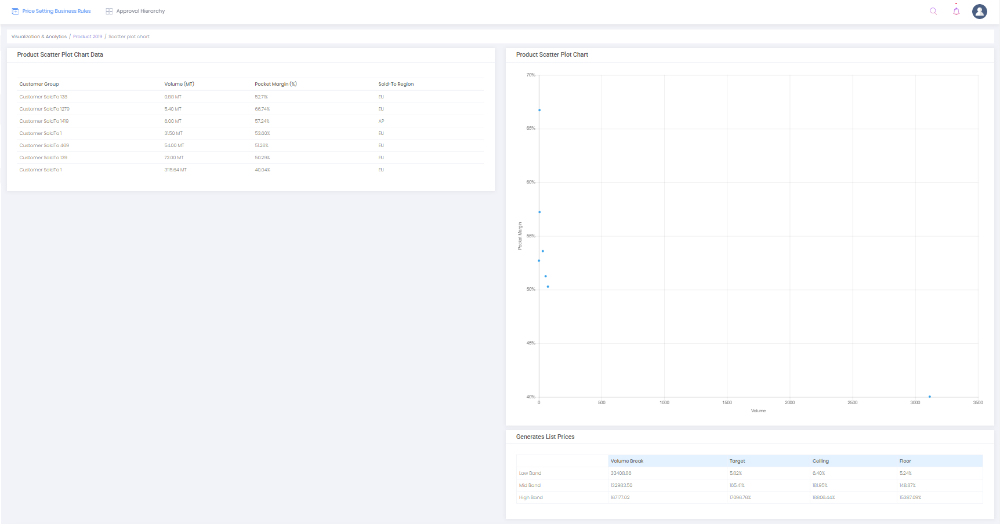 Price Setting Business Rules Approval Hierarchy
Visualization & Analytics / Product 2019 / Scatter plot chart
Product Scatter Plot Chart Data
Customer Group Volume (MT) Pocket Margin (%) Sold-To Region
Customer SoldTo 138 0.88 MT 52.71% EU
Customer SoldTo 1279 5.40 MT 66.74% EU
Customer SoldTo 1419 6.00 MT 57.24% AP
Customer SoldTo 1 31.50 MT 53.60% EU
Customer SoldTo 469 54.00 MT 51.26% EU
Customer SoldTo 139 72.00 MT 50.29% EU
Customer SoldTo 1 3115.64 MT 40.04% EU
Product Scatter Plot Chart
70%
65%
60%
55%
50%
45%
40%
Pocket Margin
0 500 1000 1500 2000 2500 3000 3500
Volume
Generates List Prices
Volume Break Target Ceiling Floor
Low Band 33408.86 5.82% 6.40% 5.24%
Mid Band 132983.50 165.41% 181.95% 148.87%
High Band 167177.02 17096.76% 18806.44% 15387.09%